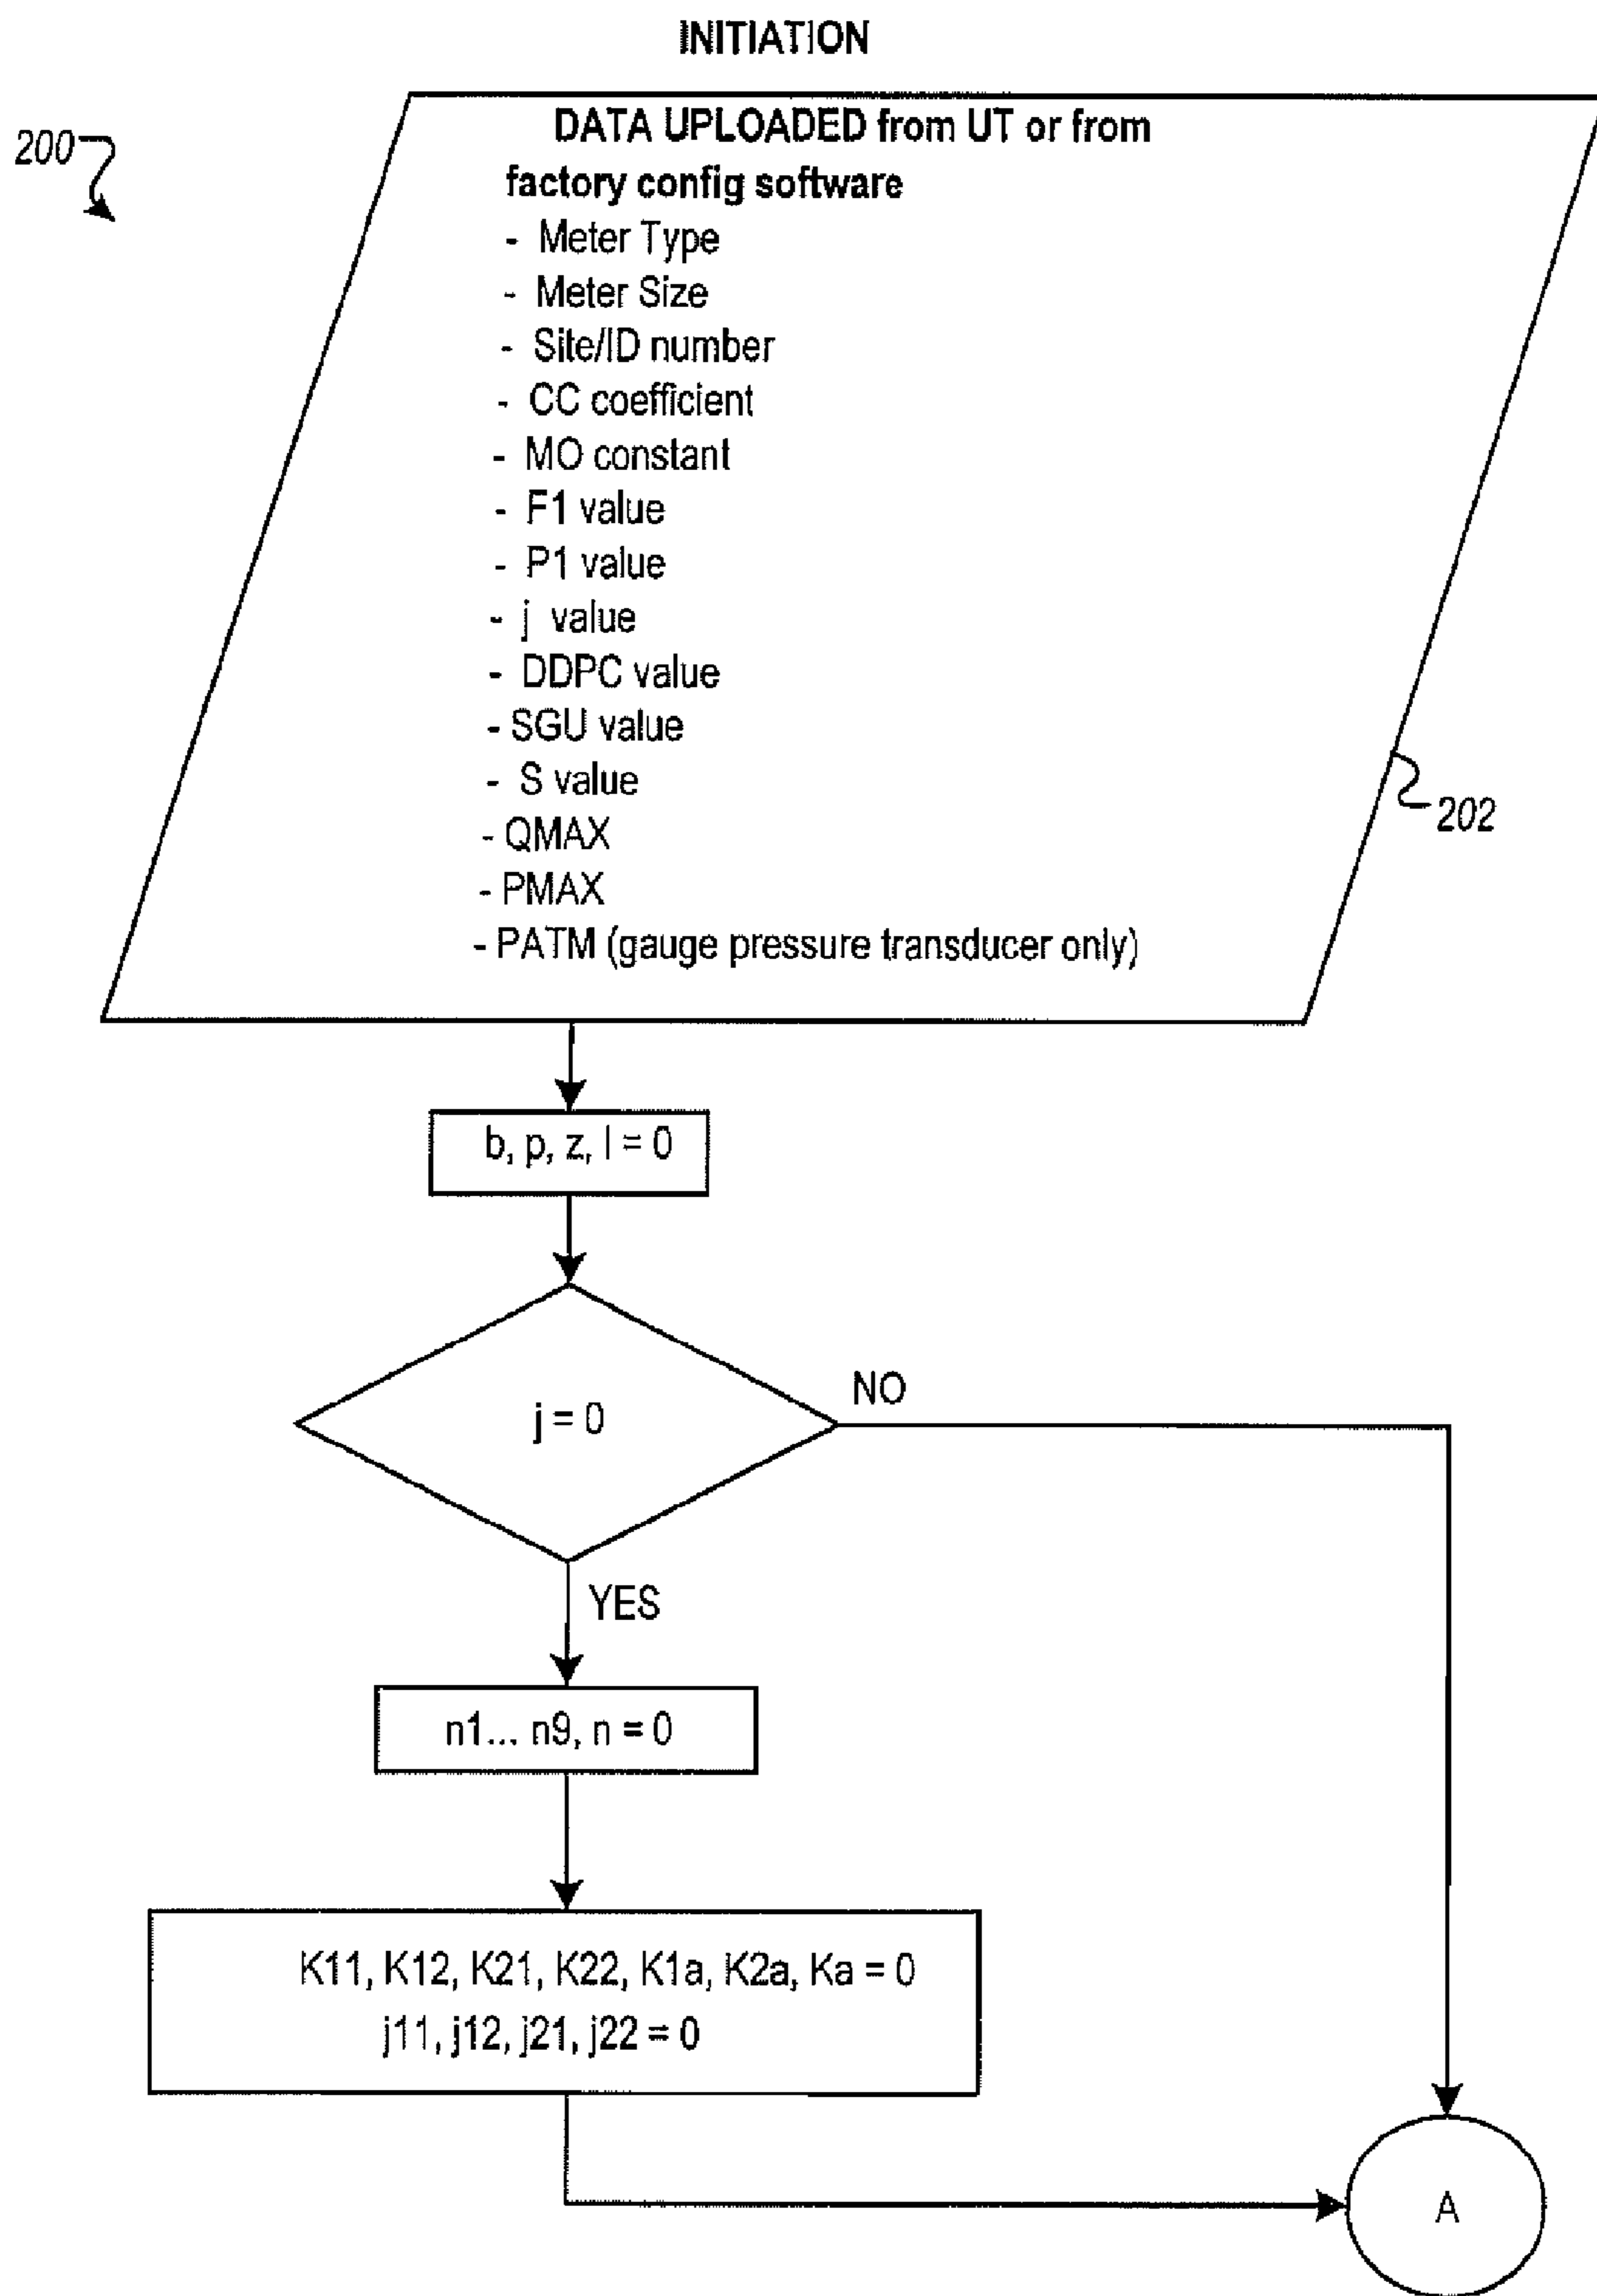 INITIATION
200
DATA UPLOADED from UT or from
factory config software
- Meter Type
- Meter Size
- Site/ID number
- CC coefficient
- MO constant
- F1 value
- P1 value
- j value
- DDPC value
- SGU value
- S value
- QMAX
- PMAX
- PATM (gauge pressure transducer only)
202
b, p, z, l = 0
j = 0
NO
YES
n1... n9, n = 0
K11, K12, K21, K22, K1a, K2a, Ka = 0
j11, j12, j21, j22 = 0
A